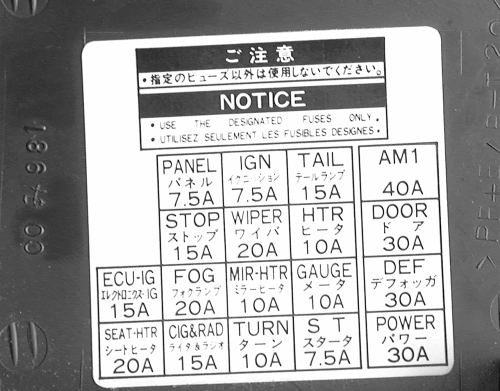 ご注意
・指定のヒューズ以外は使用しないでください。
NOTICE
・USE THE DESIGNATED FUSES ONLY.
・UTILISEZ SEULEMENT LES FUSIBLES DESIGNES・
PANEL
パネル
7.5A
IGN
イグニッション
7.5A
TAIL
テールランプ
15A
AM1
40A
STOP
ストップ
15A
WIPER
ワイパ
20A
HTR
ヒータ
10A
DOOR
ドア
30A
ECU-IG
エレクトロニクス・IG
15A
FOG
フォグランプ
20A
MIR-HTR
ミラーヒータ
10A
GAUGE
メータ
10A
DEF
デフォッガ
30A
SEAT-HTR
シートヒータ
20A
CIG&RAD
ライタ&ラジオ
15A
TURN
ターン
10A
ST
スタータ
7.5A
POWER
パワー
30A